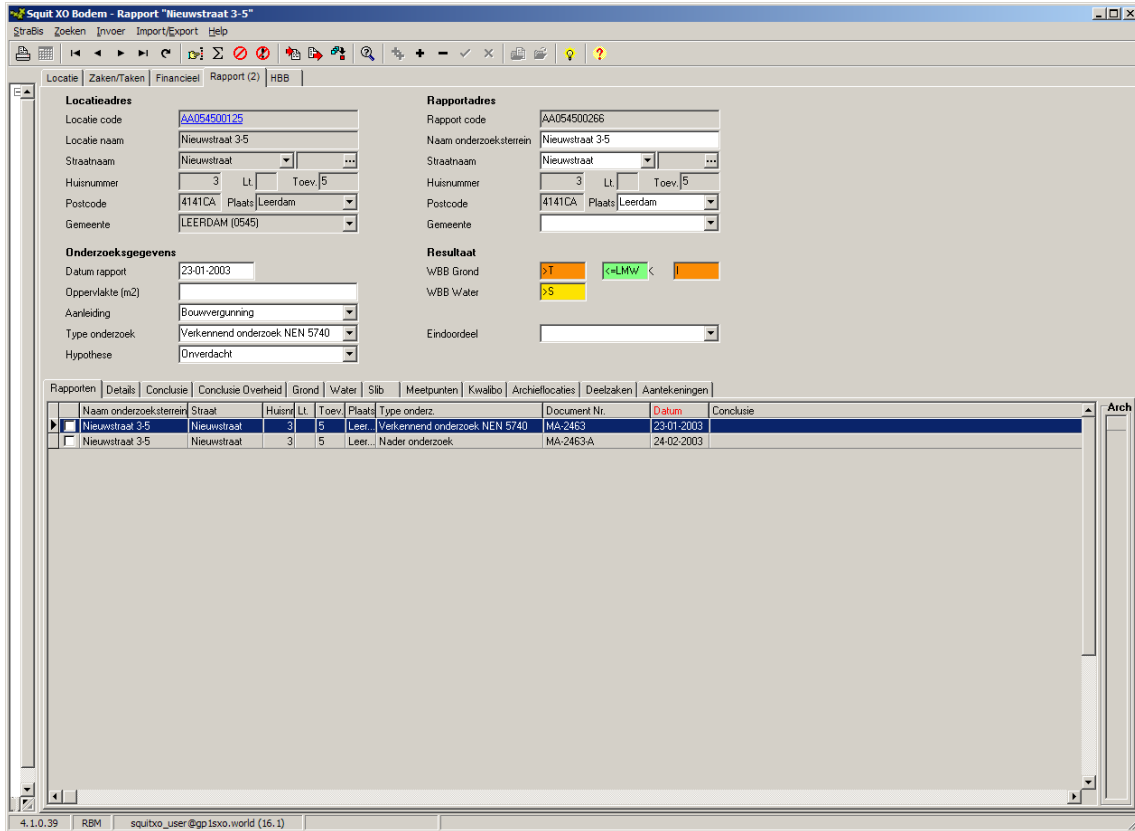 Squit XO Bodem - Rapport "Nieuwstraat 3-5"
StraBis Zoeken Invoer Import/Export Help
Locatie Zaken/Taken Financieel Rapport (2) HBB
Locatieadres
Locatie code AA054500125
Locatie naam Nieuwstraat 3-5
Straatnaam Nieuwstraat ...
Huisnummer 3 Lt. Toev. 5
Postcode 4141CA Plaats Leerdam
Gemeente LEERDAM (0545)
Rapportadres
Rapport code AA054500266
Naam onderzoeksterrein Nieuwstraat 3-5
Straatnaam Nieuwstraat ...
Huisnummer 3 Lt. Toev. 5
Postcode 4141CA Plaats Leerdam
Gemeente
Onderzoeksgegevens
Datum rapport 23-01-2003
Oppervlakte (m2)
Aanleiding Bouwvergunning
Type onderzoek Verkennend onderzoek NEN 5740
Hypothese Onverdacht
Resultaat
WBB Grond >T <=LMW < I
WBB Water >S
Eindoordeel
Rapporten Details Conclusie Conclusie Overheid Grond Water Slib Meetpunten Kwalibo Archieflocaties Deelzaken Aantekeningen
Naam onderzoeksterrein Straat Huisnr Lt. Toev. Plaats Type onderz. Document Nr. Datum Conclusie Arch
Nieuwstraat 3-5 Nieuwstraat 3 5 Leer... Verkennend onderzoek NEN 5740 MA-2463 23-01-2003
Nieuwstraat 3-5 Nieuwstraat 3 5 Leer... Nader onderzoek MA-2463-A 24-02-2003
4.1.0.39 RBM squitxo_user@gp1sxo.world (16.1)